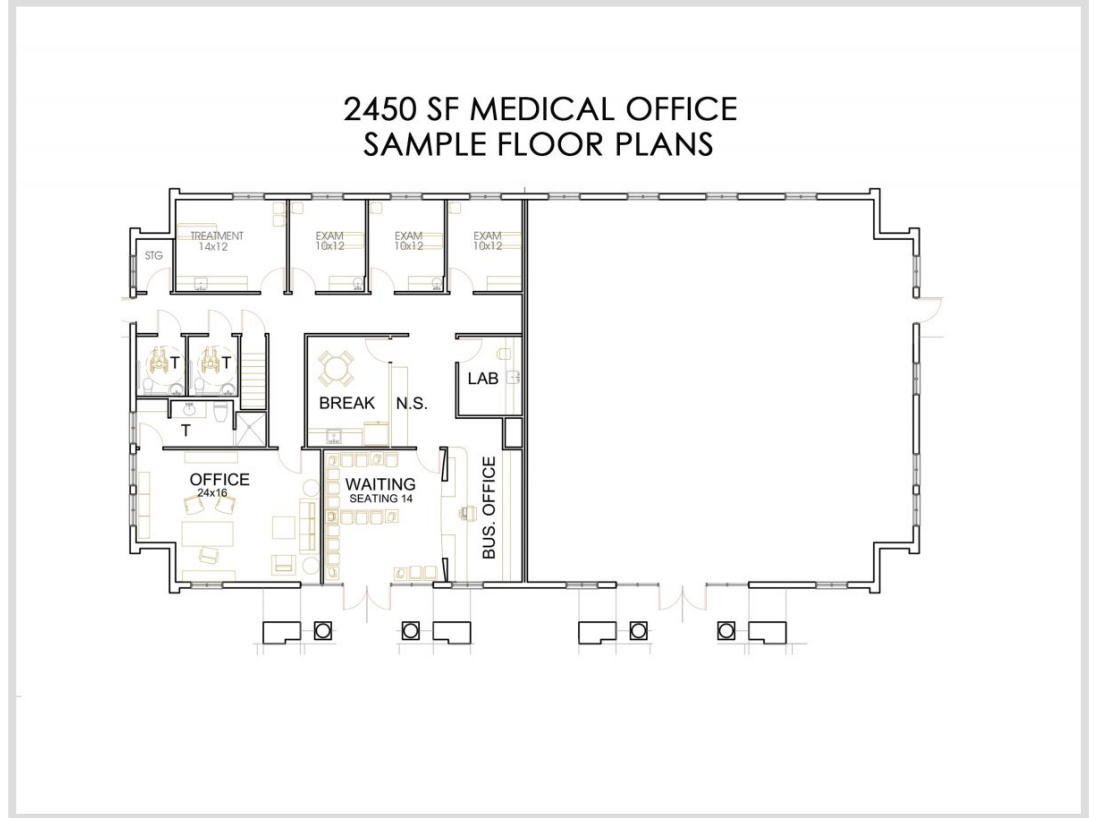 2450 SF MEDICAL OFFICE
SAMPLE FLOOR PLANS
TREATMENT
14x12
EXAM
10x12
EXAM
10x12
EXAM
10x12
STG
T
T
LAB
BREAK
N.S.
T
OFFICE
24x16
WAITING
SEATING 14
BUS. OFFICE